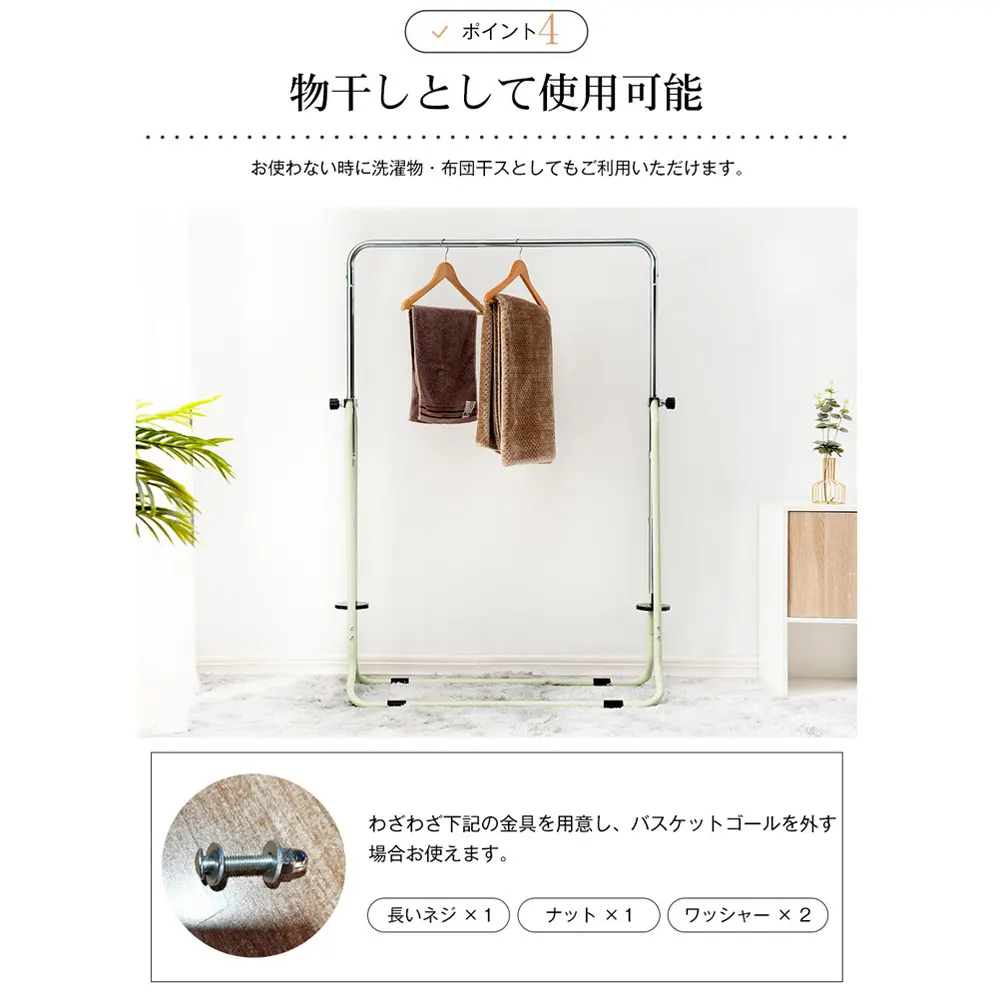 ポイント4
物干しとして使用可能
お使わない時に洗濯物・布団干スとしてもご利用いただけます。
わざわざ下記の金具を用意し、バスケットゴールを外す
場合お使えます。
長いネジ × 1
ナット × 1
ワッシャー × 2